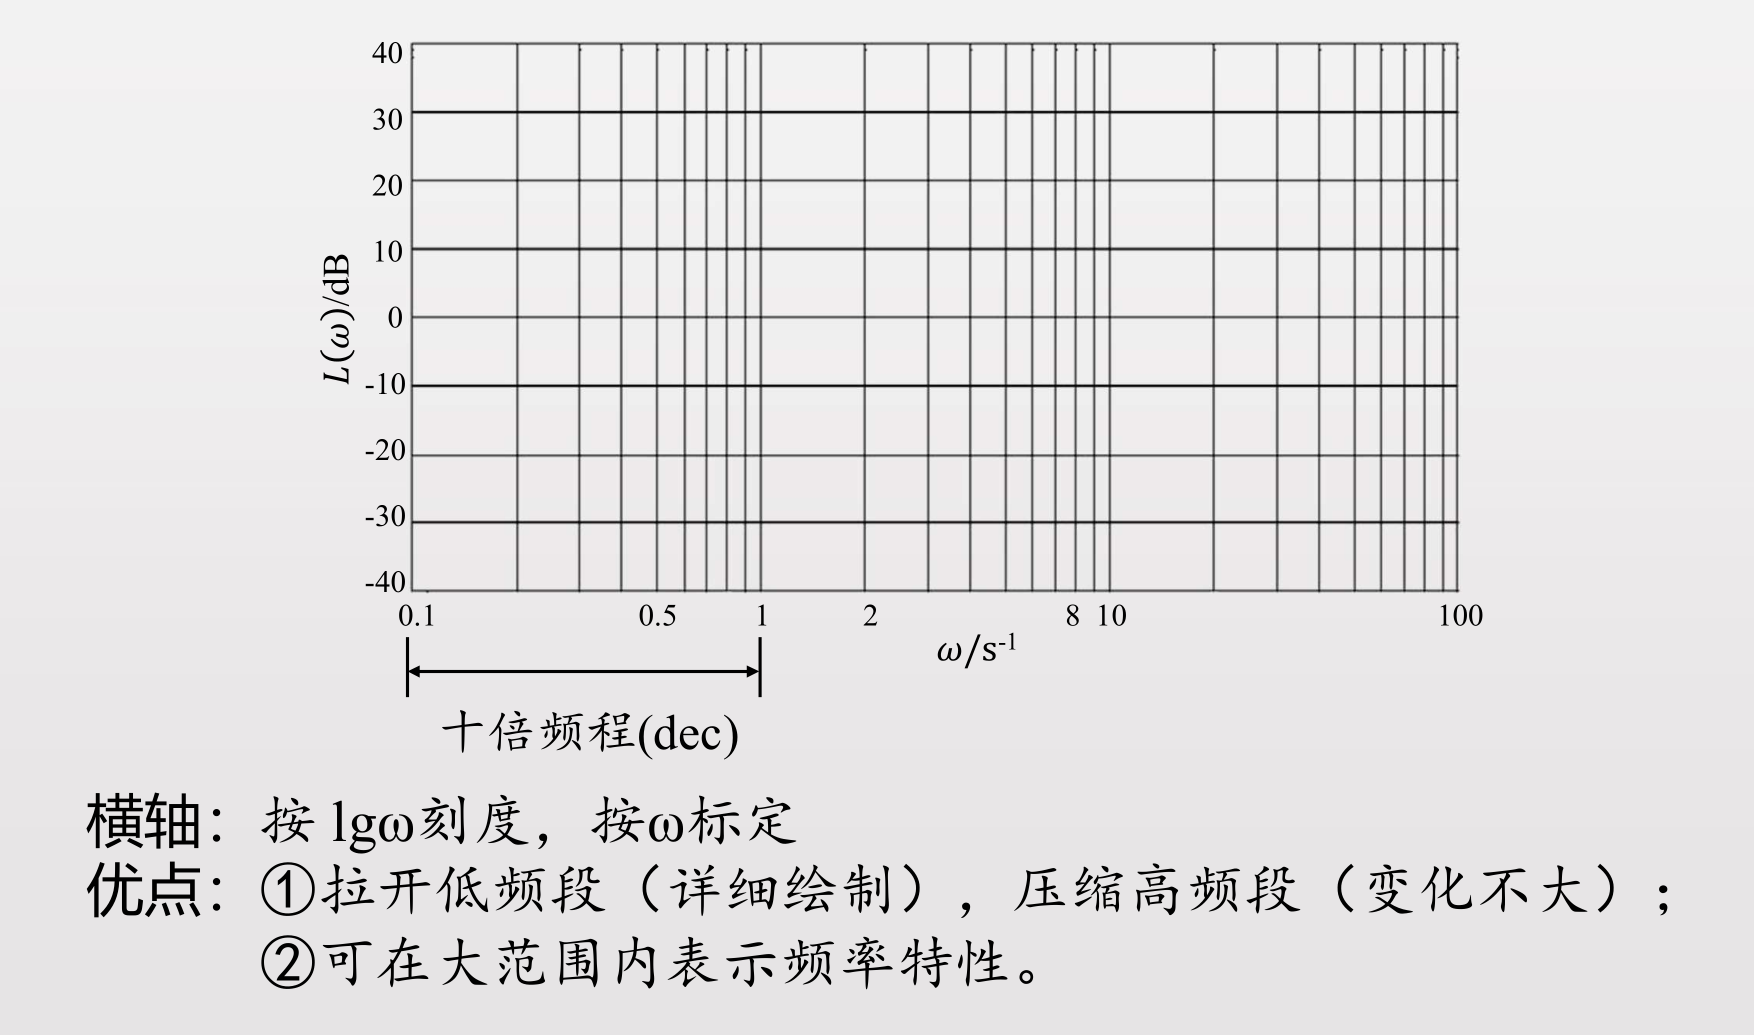 40
30
20
10
0
-10
-20
-30
-40
L(ω)/dB
0.1 0.5 1 2 8 10 100
ω/s-1
十倍频程(dec)
横轴：按 lgω刻度，按ω标定
优点：①拉开低频段（详细绘制），压缩高频段（变化不大）；
②可在大范围内表示频率特性。